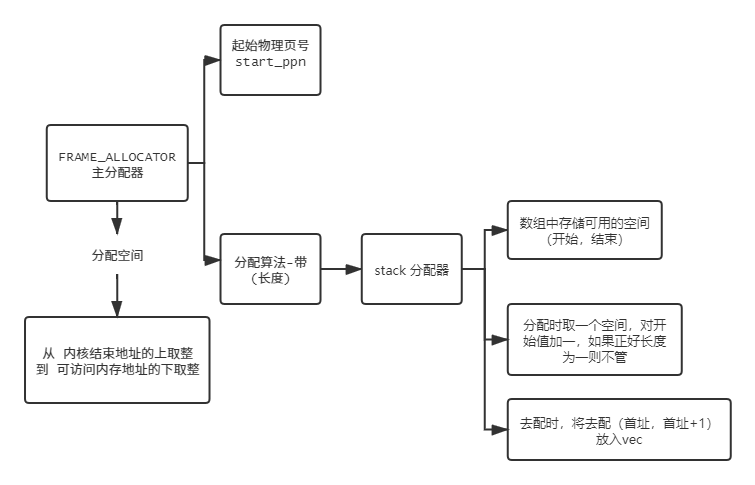 起始物理页号
start_ppn
FRAME_ALLOCATOR
主分配器
分配空间
从 内核结束地址的上取整
到 可访问内存地址的下取整
分配算法-带
（长度）
stack 分配器
数组中存储可用的空间
（开始，结束）
分配时取一个空间，对开
始值加一，如果正好长度
为一则不管
去配时，将去配（首址，首址+1）
放入vec